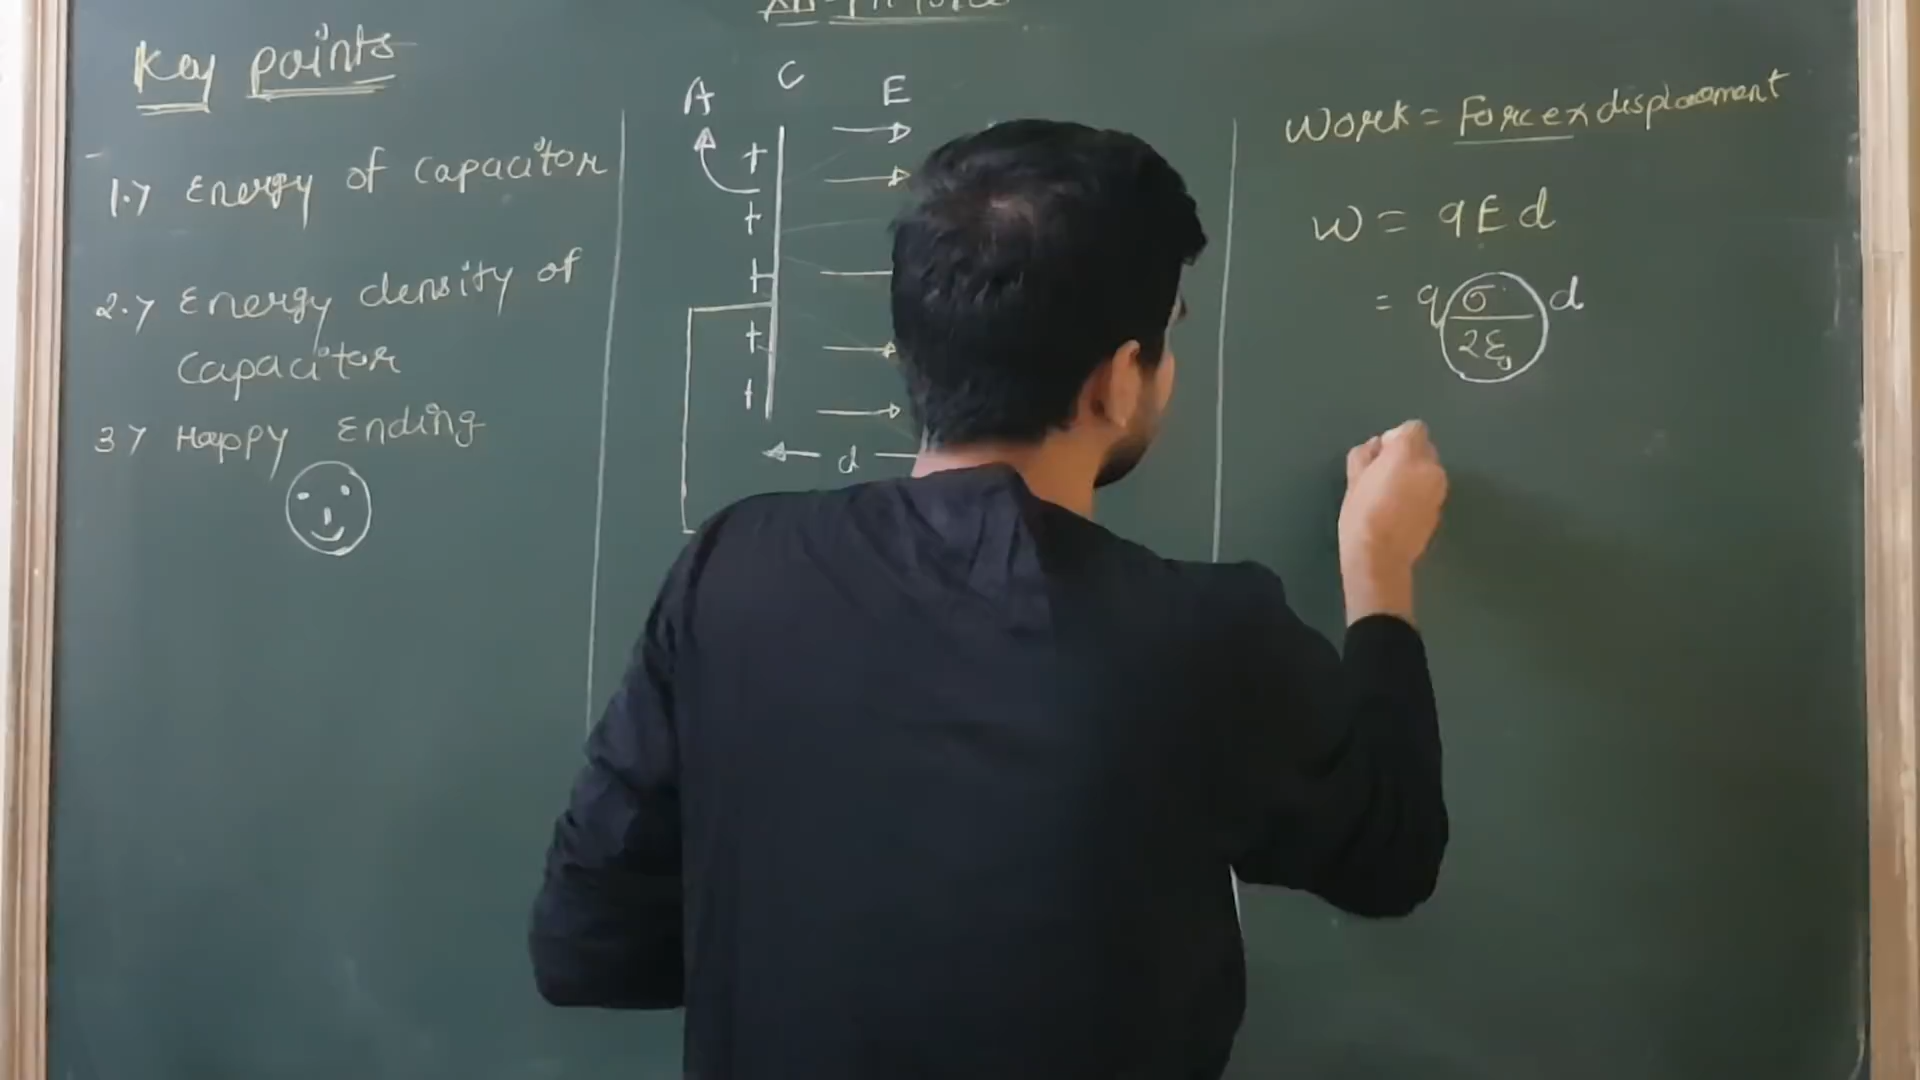 Key points
1.> Energy of capacitor
2.> Energy density of
Capacitor
3> Happy Ending
C
A
E
+
+
+
+
+
d
Work = Force x displacement
W = qEd
= q σ/2ε₀ d